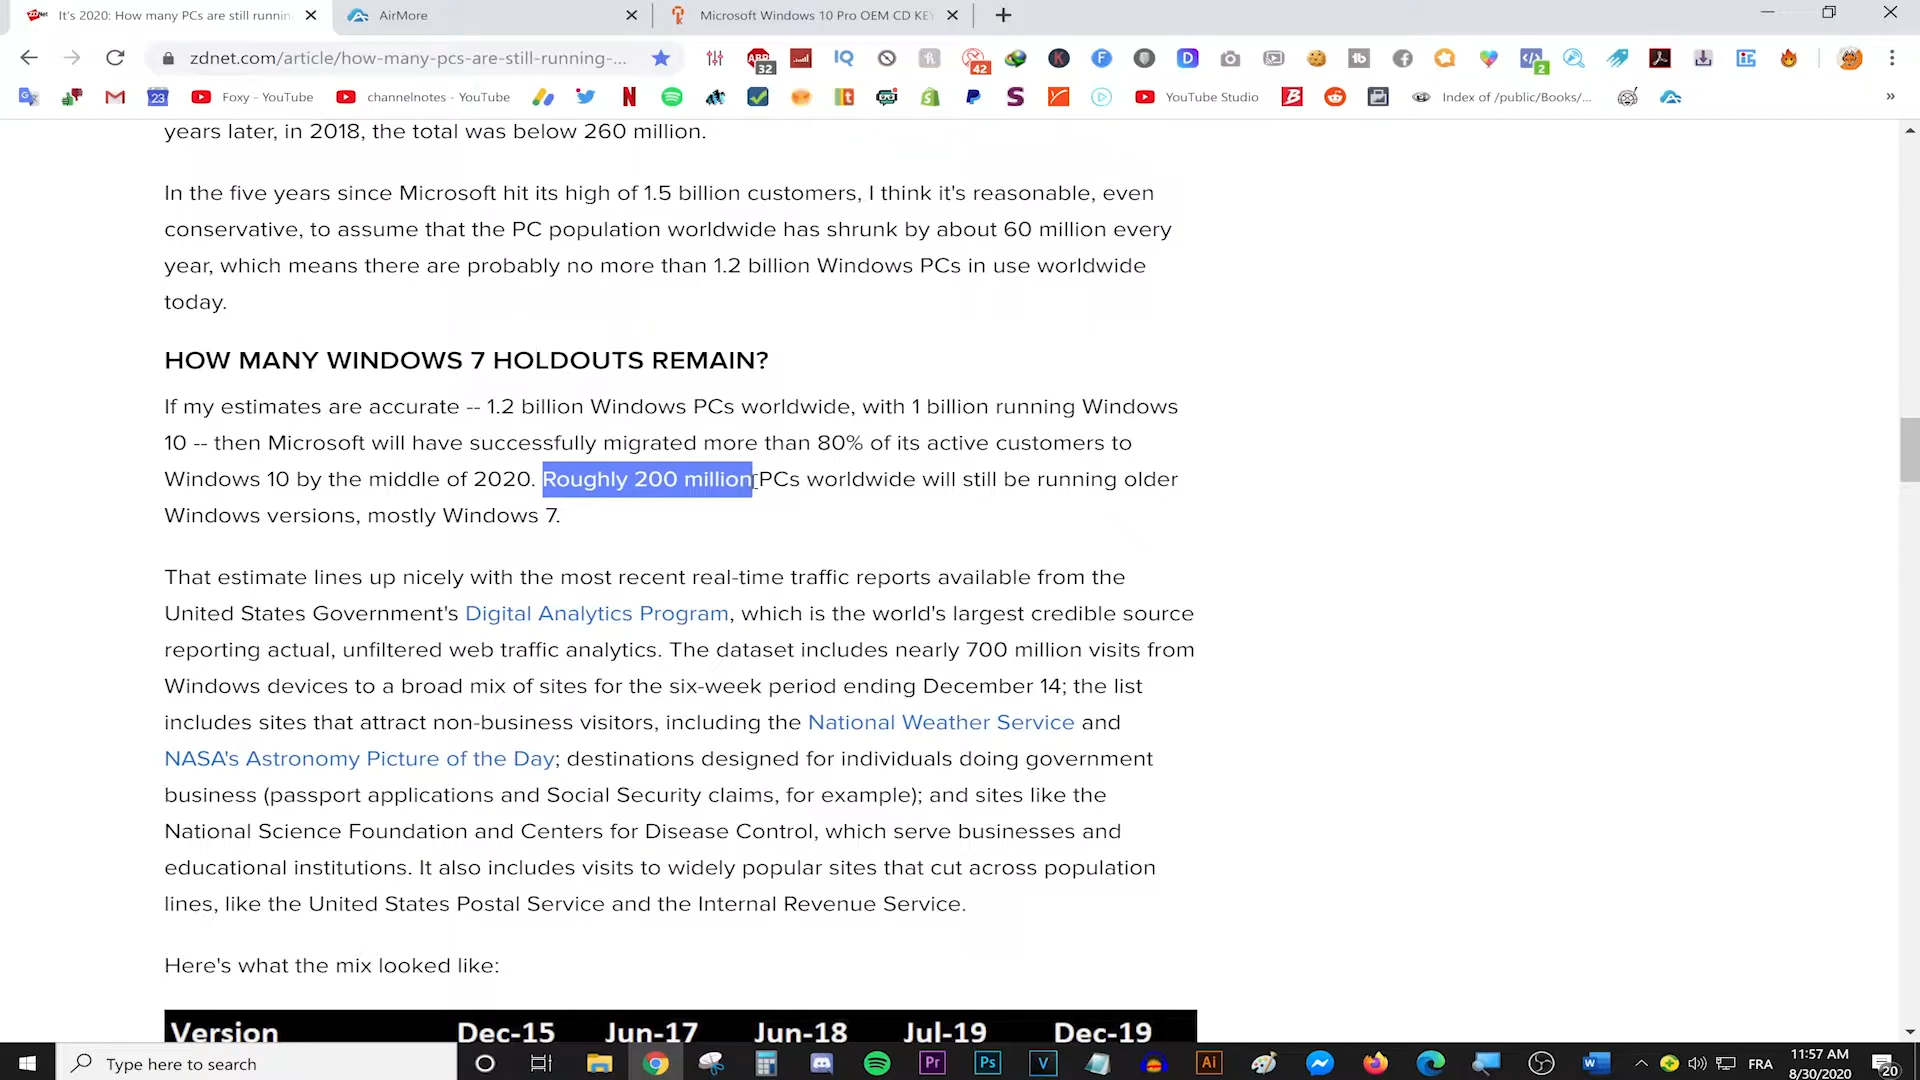 It's 2020: How many PCs are still runnin
AirMore
Microsoft Windows 10 Pro OEM CD KEY
zdnet.com/article/how-many-pcs-are-still-running-...
32
IQ
42
2
23
Foxy - YouTube
channelnotes - YouTube
YouTube Studio
Index of /public/Books/...
years later, in 2018, the total was below 260 million.
In the five years since Microsoft hit its high of 1.5 billion customers, I think it's reasonable, even
conservative, to assume that the PC population worldwide has shrunk by about 60 million every
year, which means there are probably no more than 1.2 billion Windows PCs in use worldwide
today.
HOW MANY WINDOWS 7 HOLDOUTS REMAIN?
If my estimates are accurate -- 1.2 billion Windows PCs worldwide, with 1 billion running Windows
10 -- then Microsoft will have successfully migrated more than 80% of its active customers to
Windows 10 by the middle of 2020. Roughly 200 million PCs worldwide will still be running older
Windows versions, mostly Windows 7.
That estimate lines up nicely with the most recent real-time traffic reports available from the
United States Government's Digital Analytics Program, which is the world's largest credible source
reporting actual, unfiltered web traffic analytics. The dataset includes nearly 700 million visits from
Windows devices to a broad mix of sites for the six-week period ending December 14; the list
includes sites that attract non-business visitors, including the National Weather Service and
NASA's Astronomy Picture of the Day; destinations designed for individuals doing government
business (passport applications and Social Security claims, for example); and sites like the
National Science Foundation and Centers for Disease Control, which serve businesses and
educational institutions. It also includes visits to widely popular sites that cut across population
lines, like the United States Postal Service and the Internal Revenue Service.
Here's what the mix looked like:
Version Dec-15 Jun-17 Jun-18 Jul-19 Dec-19
Type here to search
Pr
Ps
V
Ai
FRA
11:57 AM
8/30/2020
20